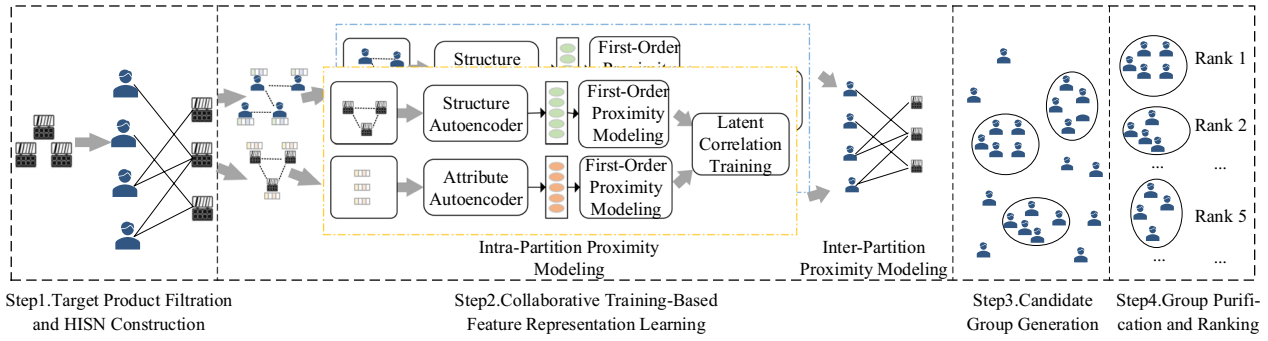 Structure
First-Order
Proximity
Structure
Autoencoder
First-Order
Proximity
Modeling
Attribute
Autoencoder
First-Order
Proximity
Modeling
Latent
Correlation
Training
Intra-Partition Proximity
Modeling
Inter-Partition
Proximity Modeling
Rank 1
Rank 2
...
...
Rank 5
...
...
Step1.Target Product Filtration
and HISN Construction
Step2.Collaborative Training-Based
Feature Representation Learning
Step3.Candidate
Group Generation
Step4.Group Purifi-
cation and Ranking